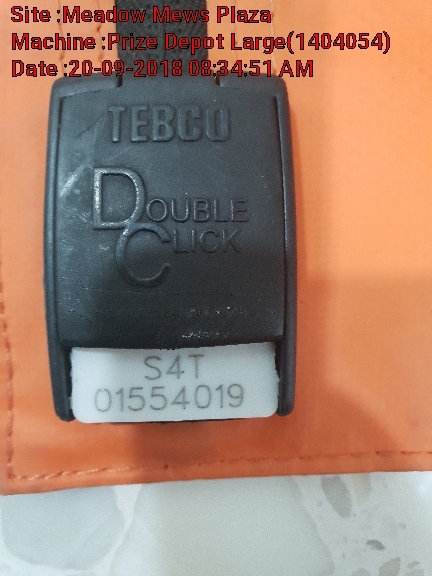 Site :Meadow Mews Plaza
Machine :Prize Depot Large(1404054)
Date :20-09-2018 08:34:51 AM
TEBCO
DOUBLE
CLICK
S4T
01554019